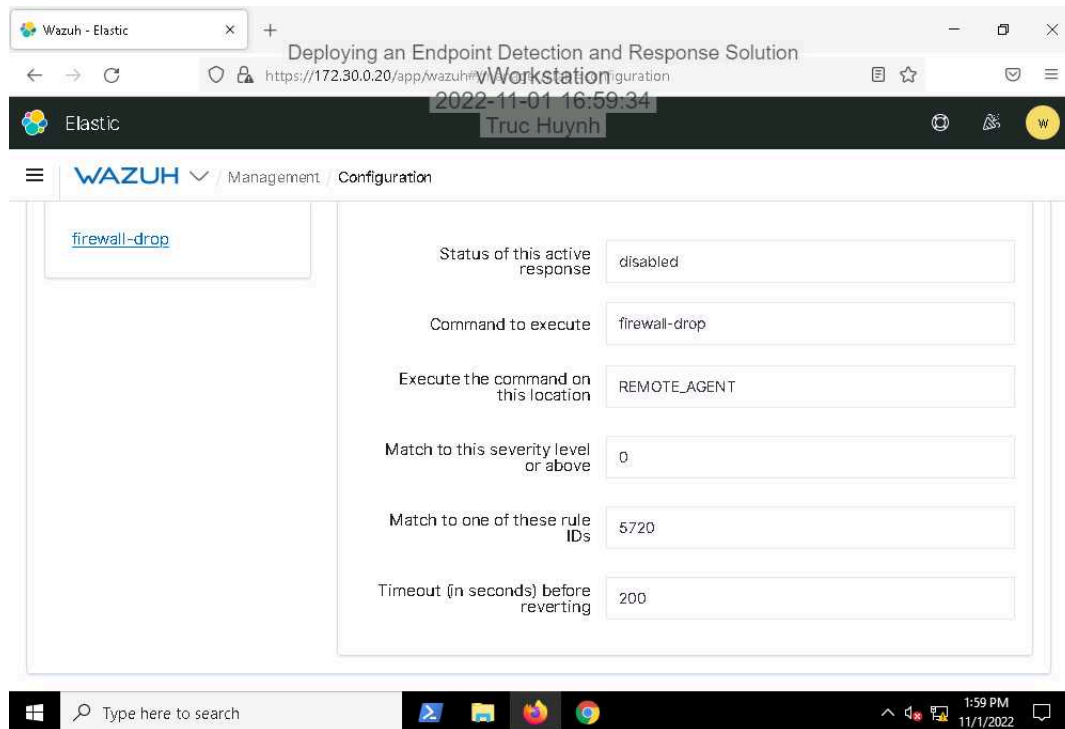 Wazuh - Elastic
Deploying an Endpoint Detection and Response Solution
https://172.30.0.20/app/wazuh#
vWorkstation
iguration
2022-11-01 16:59:34
Truc Huynh
Elastic
W
WAZUH / Management / Configuration
firewall-drop
Status of this active
response
disabled
Command to execute
firewall-drop
Execute the command on
this location
REMOTE_AGENT
Match to this severity level
or above
0
Match to one of these rule
IDs
5720
Timeout (in seconds) before
reverting
200
Type here to search
1:59 PM
11/1/2022